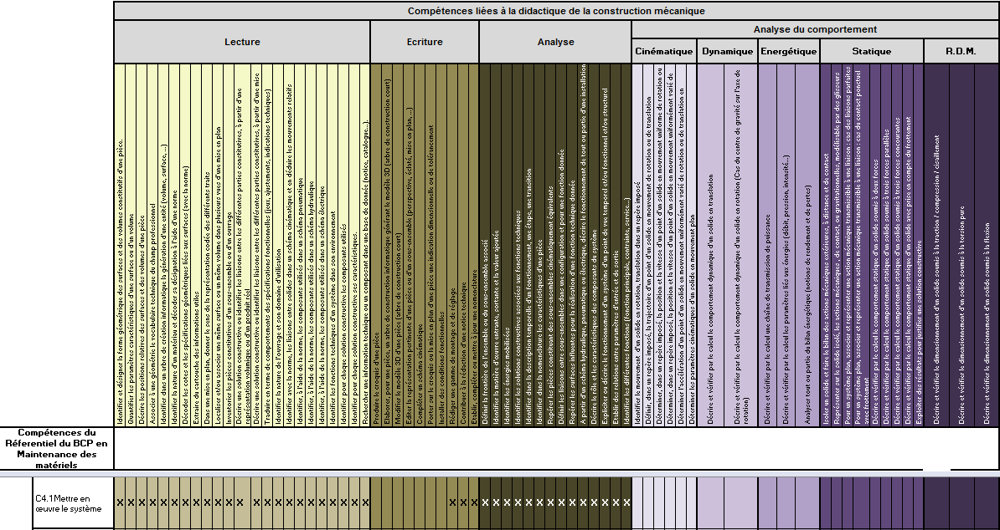 Compétences liées à la didactique de la construction mécanique
Lecture
Ecriture
Analyse
Analyse du comportement
Cinématique
Dynamique
Energétique
Statique
R.D.M.
Identifier et désigner la forme géométrique des surfaces et des volumes constitutifs d'une pièce.
Quantifier les paramètres caractéristiques d'une surface ou d'un volume
Décrire les positions relatives des surfaces et des volumes d'une pièce
Associer à une géométrie le vocabulaire technique du champ professionnel
Identifier dans un arbre de création informatique la génération d'une entité (volume, surface, ...)
Identifier la nature d'un matériau et décoder sa désignation à l'aide d'une norme
Décoder les cotes et les spécifications géométriques liées aux surfaces (avec la norme)
Extraire du cartouche des informations utiles
Dans une mise en plan, donner le sens de la représentation codée des différents traits
Localiser et/ou associer une même surface ou un même volume dans plusieurs vues d'une mise en plan
Inventorier les pièces constitutives d'un sous-ensemble ou d'un ouvrage
Décrire une solution constructive ou identifier les liaisons entre les différentes parties constitutives, à partir d'une
représentation numérique ou d'un produit réel
Décrire une solution constructive ou identifier les liaisons entre les différentes parties constitutives, à partir d'une mise
en plan
Traduire en terme de comportements des spécifications fonctionnelles (jeux, ajustements, indications techniques)
Identifier la nature de l'ouvrage et son domaine d'utilisation
Identifier avec la norme, les liaisons entre solides dans un schéma cinématique et en déduire les mouvements relatifs
Identifier, à l'aide de la norme, les composants utilisés dans un schéma pneumatique
Identifier, à l'aide de la norme, les composants utilisés dans un schéma hydraulique
Identifier, à l'aide de la norme, les composants utilisés dans un schéma électrique
Identifier les fonctions techniques d'un système dans son environnement
Identifier pour chaque solution constructive les composants utilisés
Identifier pour chaque solution constructive ses caractéristiques.
Rechercher une information technique ou un composant dans une base de donnée (notice, catalogue...).
Produire le croquis d'une pièce
Elaborer, pour une pièce, un arbre de construction informatique générant le modèle 3D (arbre de construction court)
Modifier le modèle 3D d'une pièce (arbre de construction court)
Editer la représentation pertinente d'une pièce ou d'un sous-ensemble (perspective, éclaté, mise en plan, ...)
Compléter un schéma cinématique
Porter sur le croquis ou la mise en plan d'une pièce une indication dimensionnelle ou de tolérancement
Installer des conditions fonctionnelles
Rédiger une gamme de montage et de réglage
Contribuer à la rédaction d'une notice technique
Etablir, compléter ou mettre à jour une nomenclature
Définir la frontière de l'ensemble ou du sous-ensemble associé
Identifier la matière d'œuvre entrante, sortante et la valeur ajoutée
Identifier les énergies mobilisées
Identifier les solutions constructives associées aux fonctions techniques
Identifier dans la description temporelle d'un fonctionnement, une étape, une transition
Identifier dans une nomenclature les caractéristiques d'une pièce
Repérer les pièces constituant des sous-ensembles cinématiquement équivalents
Définir la liaison entre deux sous-ensembles dans une configuration et pour une fonction donnée
Repérer les surfaces influentes pour la réalisation d'une fonction technique donnée
A partir d'un schéma hydraulique, pneumatique ou électrique, décrire le fonctionnement de tout ou partie d'une installation
Décrire le rôle et les caractéristiques des composants du système
Expliciter ou décrire le fonctionnement d'un système d'un point de vue temporel et/ou fonctionnel et/ou structurel
Etablir des relations entre paramètres d'entrée et de sortie
Identifier les différentes fonctions (fonction principale, contrainte, service...)
Identifier le mouvement d'un solide en rotation, translation dans un repère imposé
Définir, dans un repère imposé, la trajectoire d'un point d'un solide en mouvement de rotation ou de translation
Déterminer, dans un repère imposé, la position et la vitesse d'un point d'un solide en mouvement uniforme de rotation ou
Déterminer, dans un repère imposé, la position et la vitesse d'un point d'un solide en mouvement uniformément varié de
Déterminer l'accélération d'un point d'un solide en mouvement uniformément varié de rotation ou de translation en
Déterminer les paramètres cinématiques d'un solide en mouvement plan
Décrire et vérifier par le calcul le comportement dynamique d'un solide en translation
Décrire et vérifier par le calcul le comportement dynamique d'un solide en rotation (Cas du centre de gravité sur l'axe de
rotation)
Décrire et vérifier par le calcul une chaîne de transmission de puissance
Décrire et vérifier par le calcul les paramètres liés aux énergies (débit, pression, intensité...)
Analyser tout ou partie du bilan énergétique (notions de rendement et de pertes)
Isoler un solide et faire le bilan des actions mécaniques extérieures, à distance et de contact
Représenter sur le solide isolé, les actions mécaniques, de contact, ou gravitationnelles, modélisable par des glisseurs
Pour un système plan, associer et représenter une action mécanique transmissible à une liaison : cas des liaisons parfaites
Pour un système plan, associer et représenter une action mécanique transmissible à une liaison : cas du contact ponctuel
avec frottement
Décrire et vérifier par le calcul le comportement statique d'un solide soumis à deux forces
Décrire et vérifier par le calcul le comportement statique d'un solide soumis à trois forces parallèles
Décrire et vérifier par le calcul le comportement statique d'un solide soumis à trois forces concourantes
Décrire et vérifier par le calcul le comportement statique d'un solide avec prise en compte du frottement
Exploiter des résultats pour justifier une solution constructive
Décrire et vérifier le dimensionnement d'un solide soumis à la traction / compression / cisaillement
Décrire et vérifier le dimensionnement d'un solide soumis à la torsion pure
Décrire et vérifier le dimensionnement d'un solide soumis à la flexion
Compétences du
Réferentiel du BCP en
Maintenance des
matériels
C4.1 Mettre en
œuvre le système
X X X X X X X X X X X X X X X X X X X X X X X X X X X X X X X X X X X X X X X X